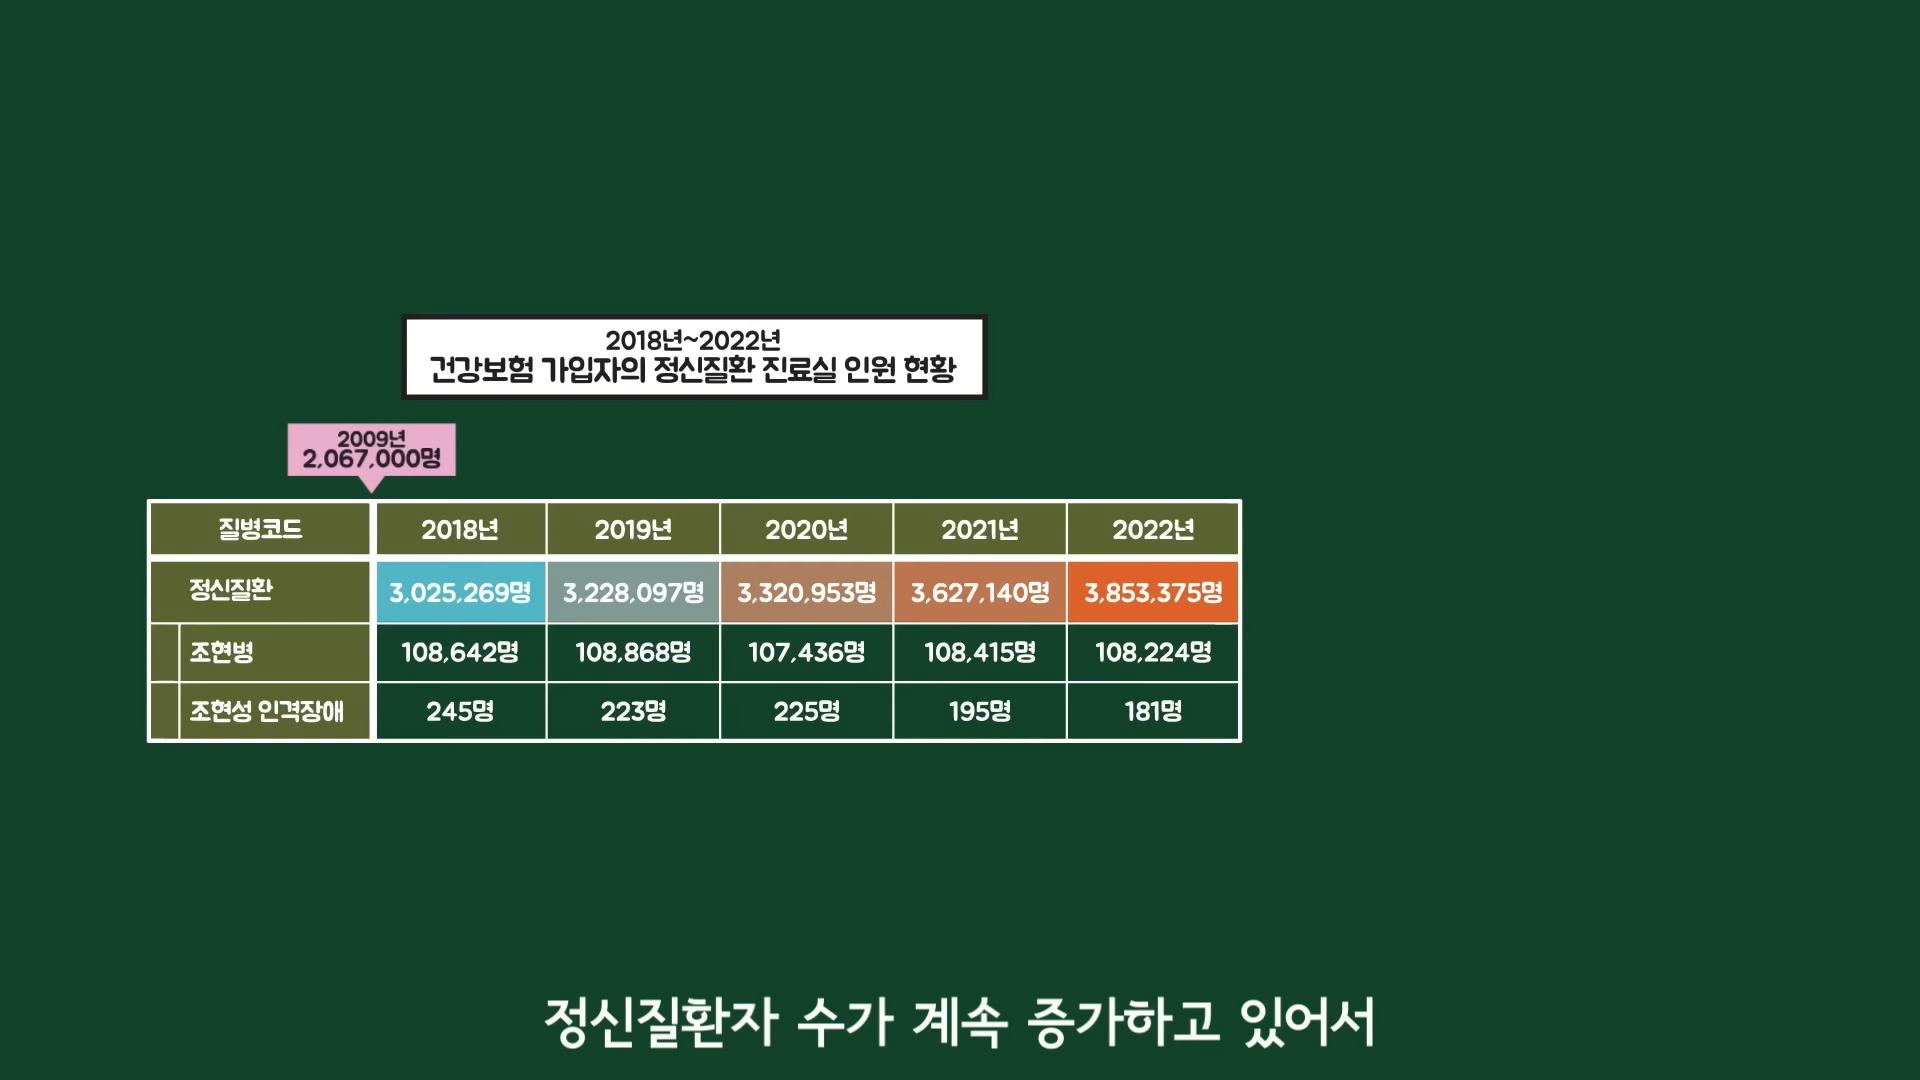 2018년~2022년
건강보험 가입자의 정신질환 진료실 인원 현황
2009년
2,067,000명
질병코드 2018년 2019년 2020년 2021년 2022년
정신질환 3,025,269명 3,228,097명 3,320,953명 3,627,140명 3,853,375명
조현병 108,642명 108,868명 107,436명 108,415명 108,224명
조현성 인격장애 245명 223명 225명 195명 181명
정신질환자 수가 계속 증가하고 있어서